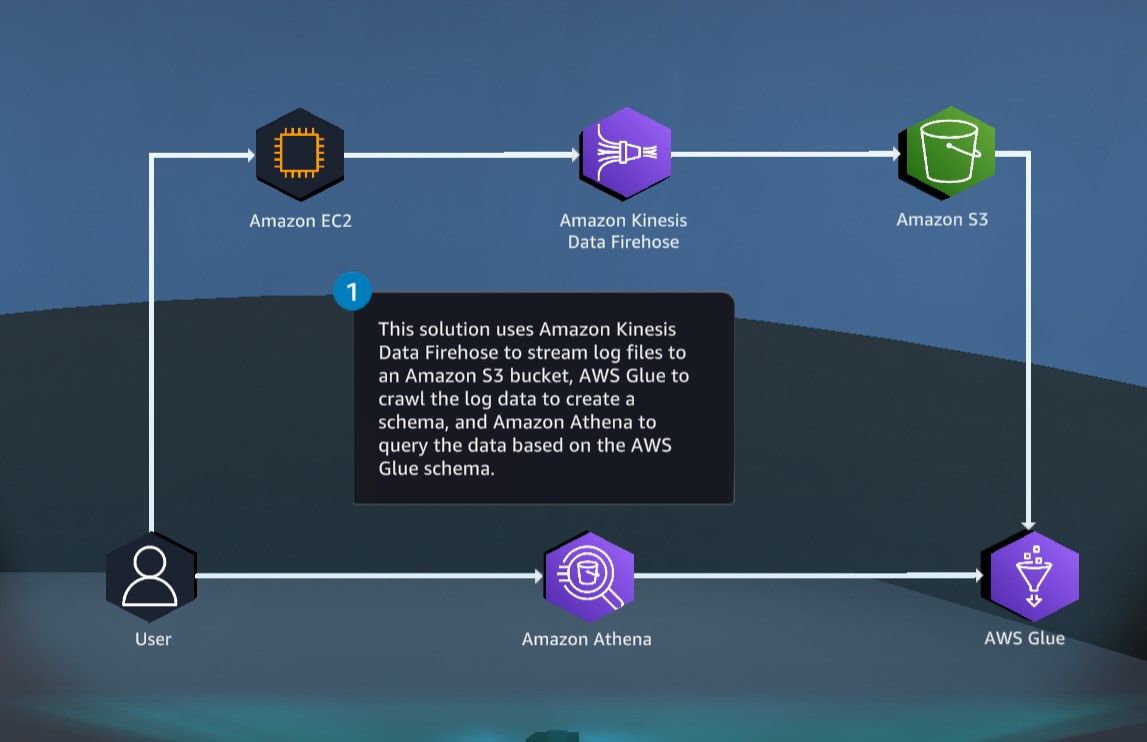 Amazon EC2
Amazon Kinesis
Data Firehose
Amazon S3
1
This solution uses Amazon Kinesis
Data Firehose to stream log files to
an Amazon S3 bucket, AWS Glue to
crawl the log data to create a
schema, and Amazon Athena to
query the data based on the AWS
Glue schema.
User
Amazon Athena
AWS Glue